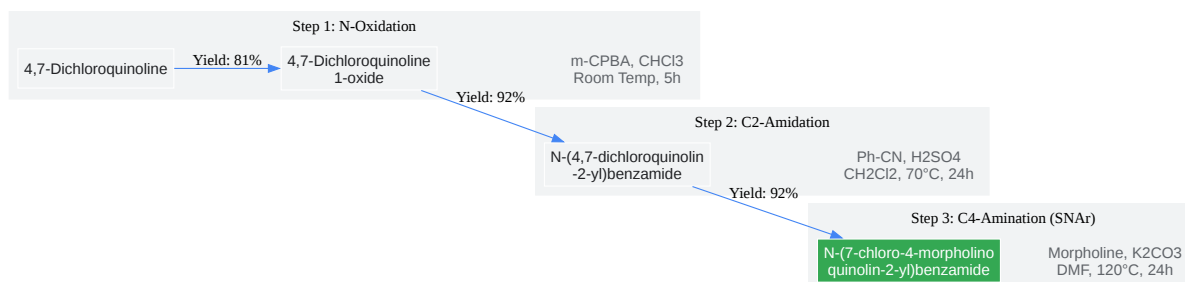 Step 1: N-Oxidation
4,7-Dichloroquinoline
Yield: 81%
4,7-Dichloroquinoline
1-oxide
m-CPBA, CHCl3
Room Temp, 5h
Yield: 92%
Step 2: C2-Amidation
N-(4,7-dichloroquinolin
-2-yl)benzamide
Ph-CN, H2SO4
CH2Cl2, 70°C, 24h
Yield: 92%
Step 3: C4-Amination (SNAr)
N-(7-chloro-4-morpholino
quinolin-2-yl)benzamide
Morpholine, K2CO3
DMF, 120°C, 24h